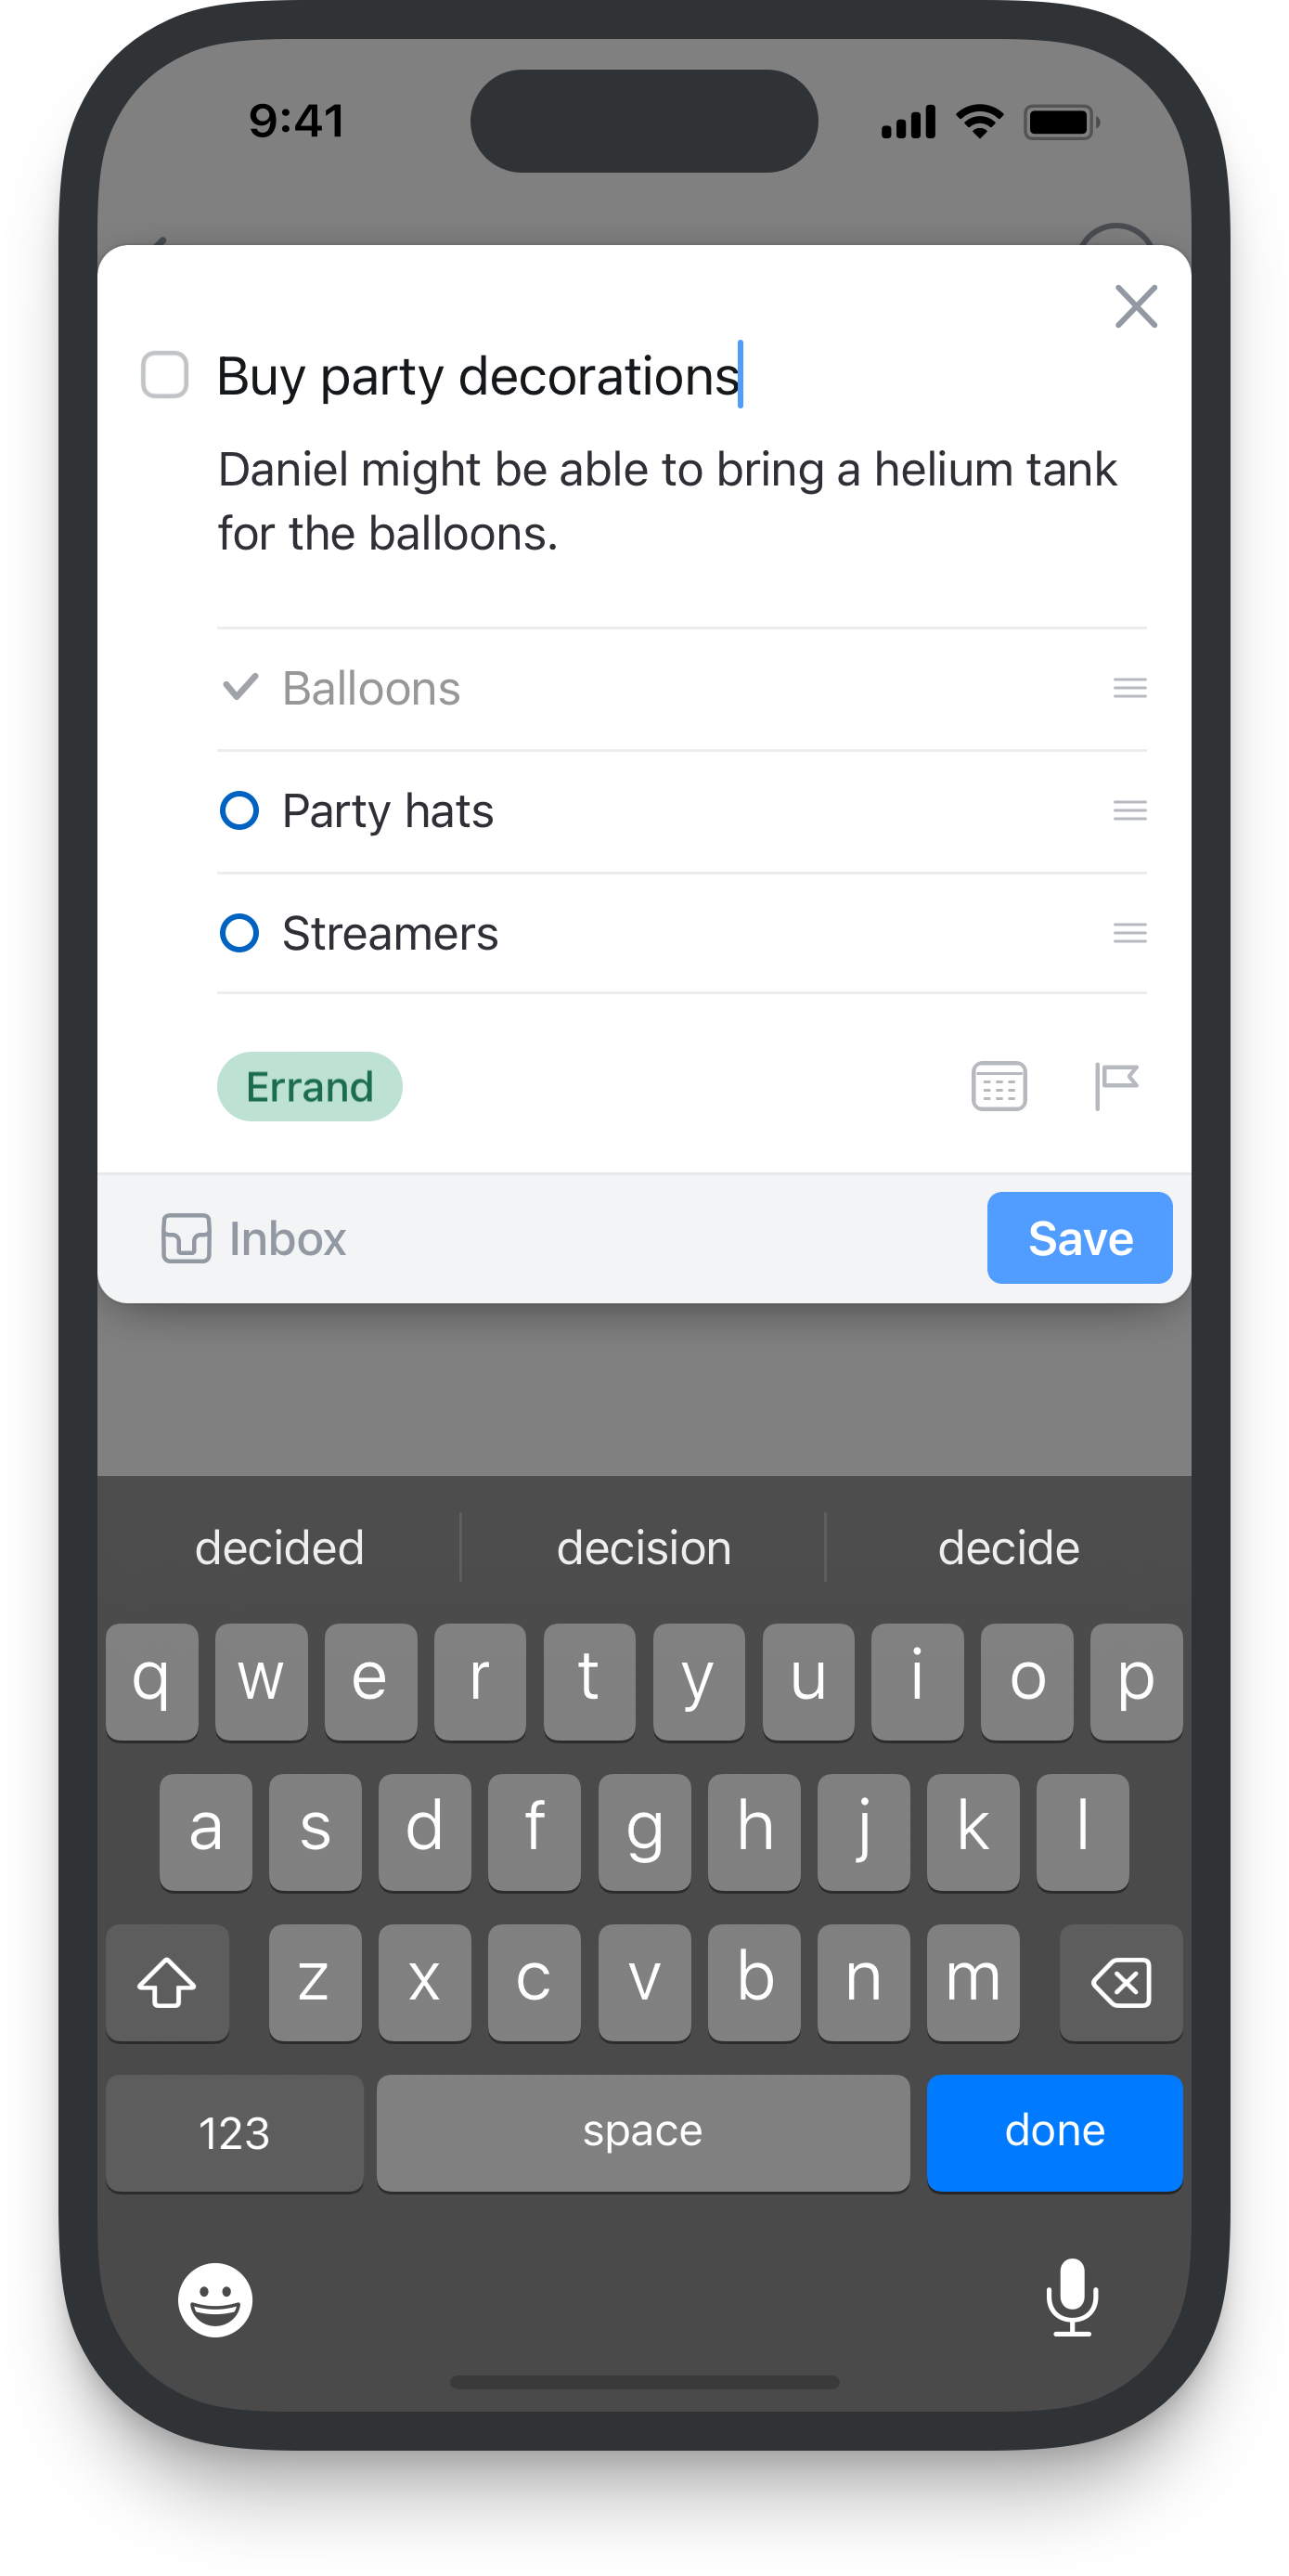 9:41
Buy party decorations
Daniel might be able to bring a helium tank
for the balloons.
Balloons
Party hats
Streamers
Errand
Inbox
Save
decided decision decide
q w e r t y u i o p
a s d f g h j k l
z x c v b n m
123 space done